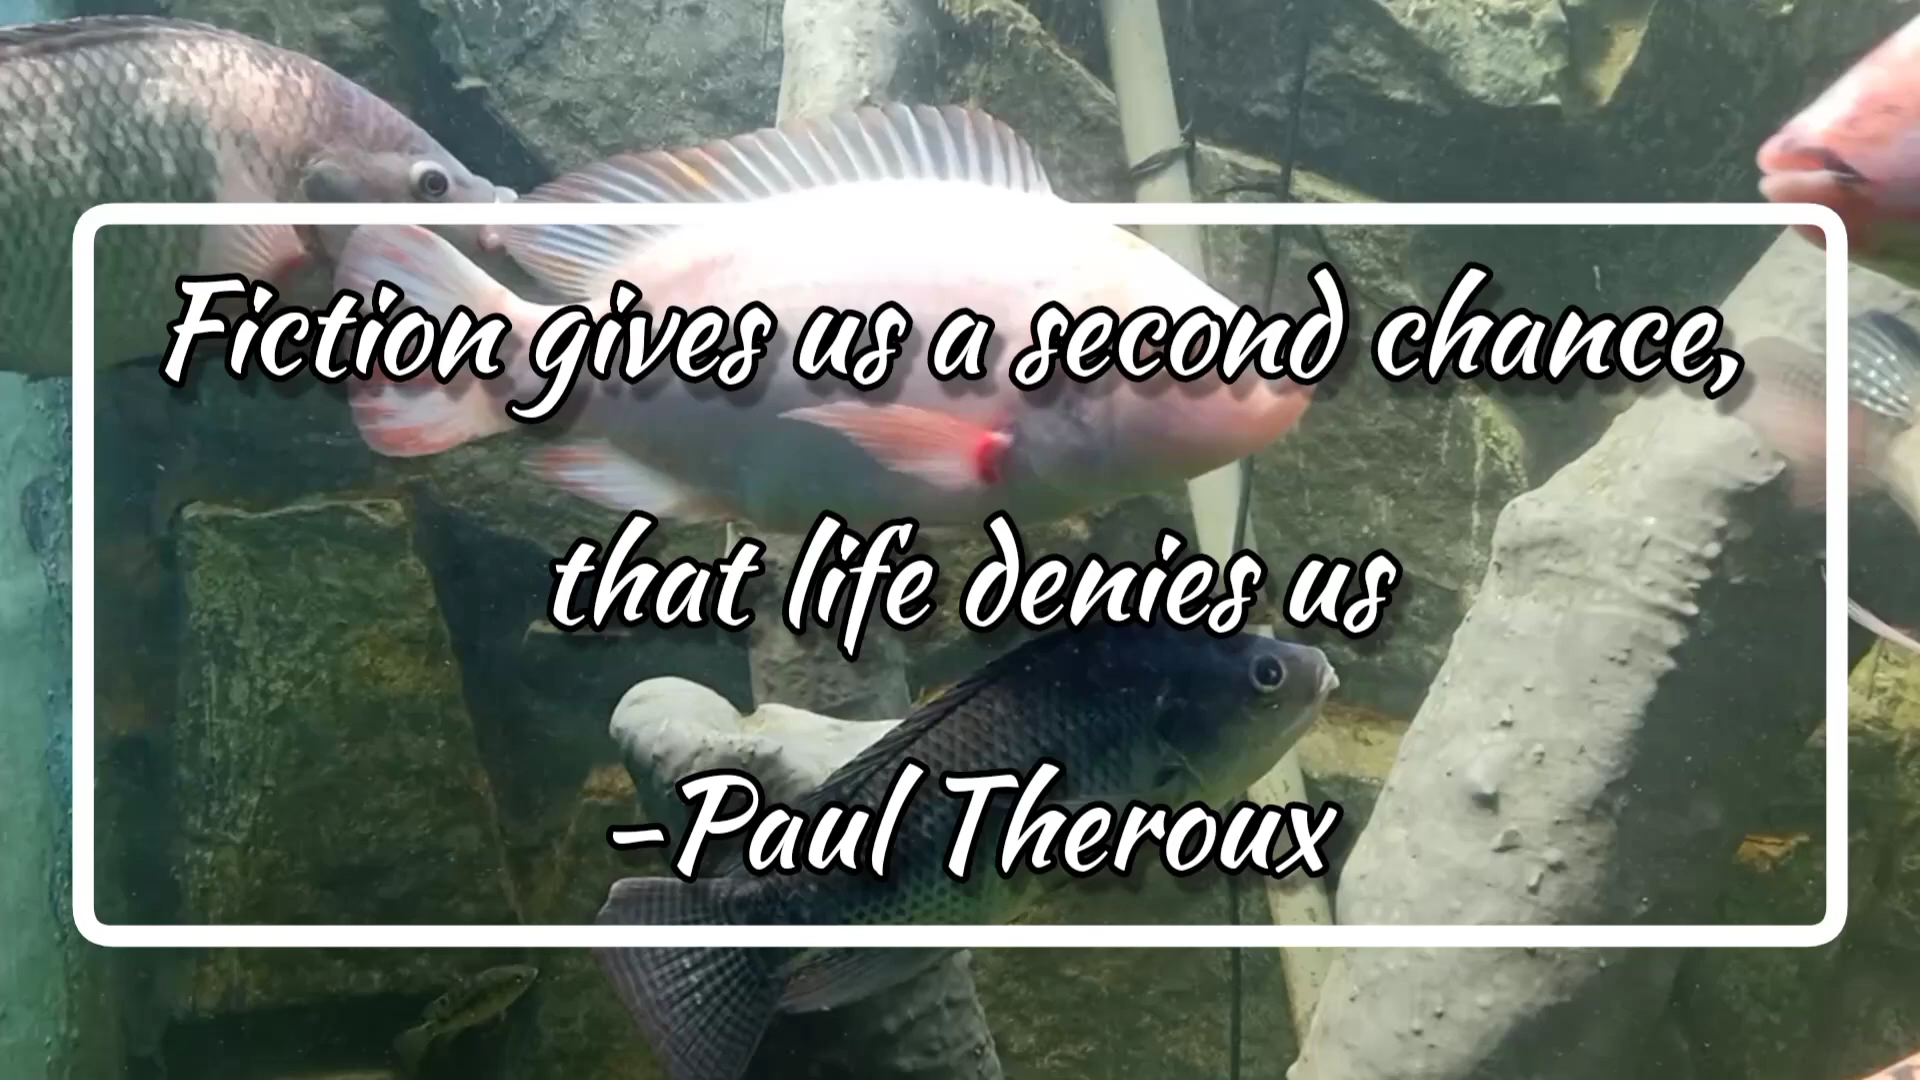 Fiction gives us a second chance,
that life denies us
-Paul Theroux